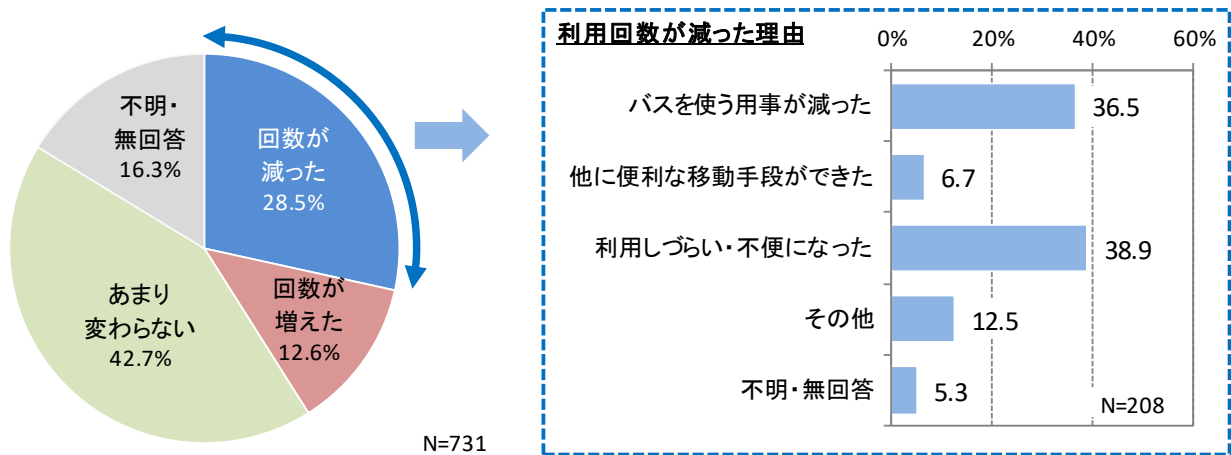 回数が
減った
28.5%
回数が
増えた
12.6%
あまり
変わらない
42.7%
不明・
無回答
16.3%
N=731
利用回数が減った理由
0% 20% 40% 60%
バスを使う用事が減った 36.5
他に便利な移動手段ができた 6.7
利用しづらい・不便になった 38.9
その他 12.5
不明・無回答 5.3
N=208